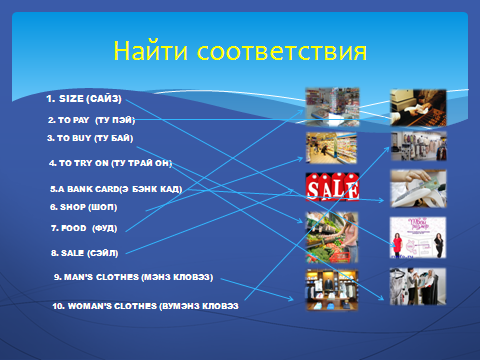 Найти соответствия
1. SIZE (САЙЗ)
2. TO PAY (ТУ ПЭЙ)
3. TO BUY (ТУ БАЙ)
4. TO TRY ON (ТУ ТРАЙ ОН)
5.A BANK CARD(Э БЭНК КАД)
6. SHOP (ШОП)
7. FOOD (ФУД)
8. SALE (СЭЙЛ)
9. MAN'S CLOTHES (МЭНЗ КЛОВЭЗ)
10. WOMAN'S CLOTHES (ВУМЭНЗ КЛОВЭЗ
SALE